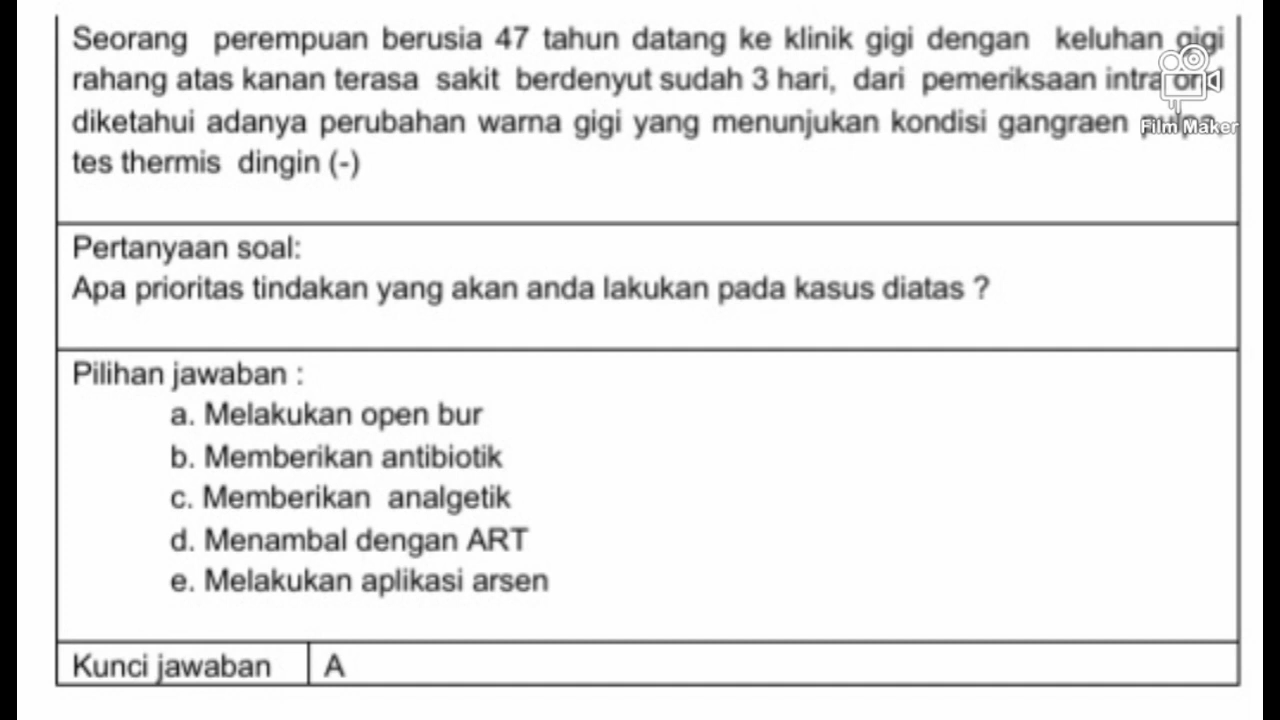 Seorang perempuan berusia 47 tahun datang ke klinik gigi dengan keluhan gigi
rahang atas kanan terasa sakit berdenyut sudah 3 hari, dari pemeriksaan intra oral
diketahui adanya perubahan warna gigi yang menunjukan kondisi gangraen
Film Maker
tes thermis dingin (-)
Pertanyaan soal:
Apa prioritas tindakan yang akan anda lakukan pada kasus diatas ?
Pilihan jawaban :
a. Melakukan open bur
b. Memberikan antibiotik
c. Memberikan analgetik
d. Menambal dengan ART
e. Melakukan aplikasi arsen
Kunci jawaban A